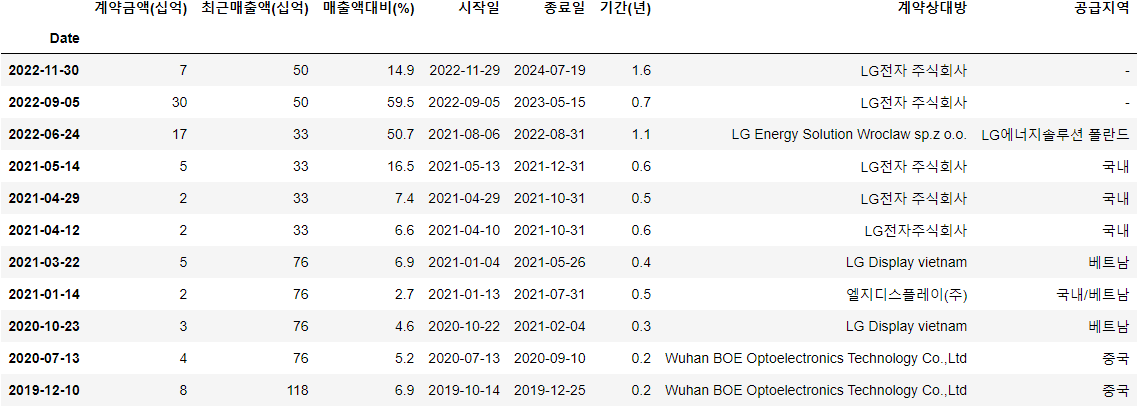 계약금액(십억) 최근매출액(십억) 매출액대비(%) 시작일 종료일 기간(년) 계약상대방 공급지역
Date
2022-11-30 7 50 14.9 2022-11-29 2024-07-19 1.6 LG전자 주식회사 -
2022-09-05 30 50 59.5 2022-09-05 2023-05-15 0.7 LG전자 주식회사 -
2022-06-24 17 33 50.7 2021-08-06 2022-08-31 1.1 LG Energy Solution Wroclaw sp.z o.o. LG에너지솔루션 폴란드
2021-05-14 5 33 16.5 2021-05-13 2021-12-31 0.6 LG전자 주식회사 국내
2021-04-29 2 33 7.4 2021-04-29 2021-10-31 0.5 LG전자 주식회사 국내
2021-04-12 2 33 6.6 2021-04-10 2021-10-31 0.6 LG전자주식회사 국내
2021-03-22 5 76 6.9 2021-01-04 2021-05-26 0.4 LG Display vietnam 베트남
2021-01-14 2 76 2.7 2021-01-13 2021-07-31 0.5 엘지디스플레이(주) 국내/베트남
2020-10-23 3 76 4.6 2020-10-22 2021-02-04 0.3 LG Display vietnam 베트남
2020-07-13 4 76 5.2 2020-07-13 2020-09-10 0.2 Wuhan BOE Optoelectronics Technology Co.,Ltd 중국
2019-12-10 8 118 6.9 2019-10-14 2019-12-25 0.2 Wuhan BOE Optoelectronics Technology Co.,Ltd 중국